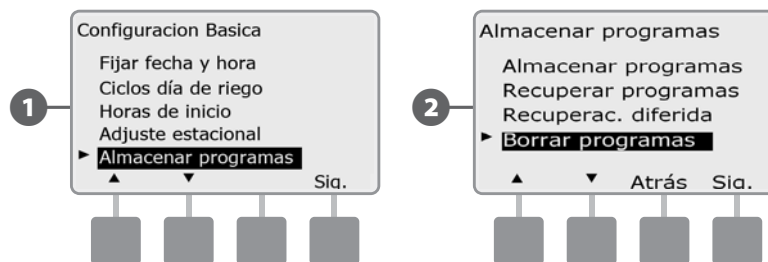 1
Configuracion Basica
Fijar fecha y hora
Ciclos día de riego
Horas de inicio
Adjuste estacional
► Almacenar programas
▲ ▼ Sig.
2
Almacenar programas
Almacenar programas
Recuperar programas
Recuperac. diferida
► Borrar programas
▲ ▼ Atrás Sig.